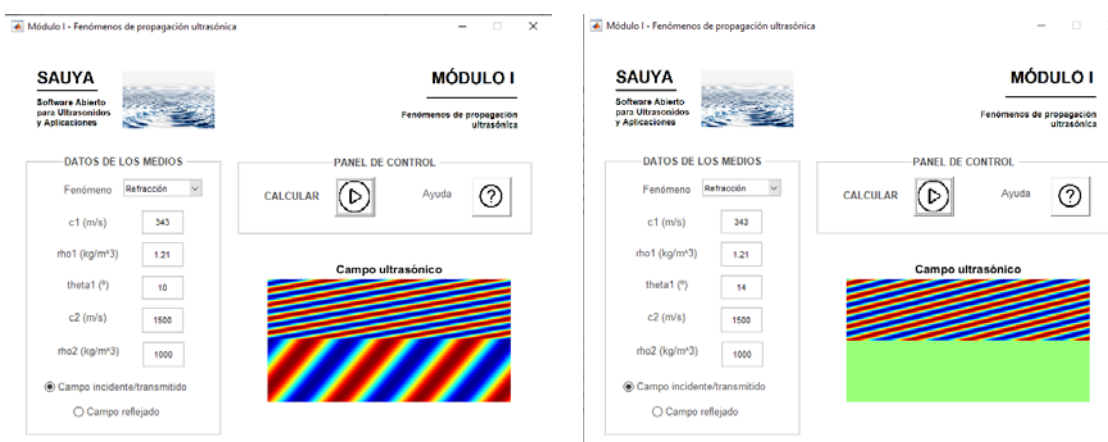 Módulo I - Fenómenos de propagación ultrasónica
SAUYA
Software Abierto
para Ultrasonidos
y Aplicaciones
MÓDULO I
Fenómenos de propagación
ultrasónica
DATOS DE LOS MEDIOS
Fenómeno Refracción
c1 (m/s) 343
rho1 (kg/m^3) 1.21
theta1 (º) 10
c2 (m/s) 1500
rho2 (kg/m^3) 1000
Campo incidente/transmitido
Campo reflejado
PANEL DE CONTROL
CALCULAR Ayuda ?
Campo ultrasónico
Módulo I - Fenómenos de propagación ultrasónica
SAUYA
Software Abierto
para Ultrasonidos
y Aplicaciones
MÓDULO I
Fenómenos de propagación
ultrasónica
DATOS DE LOS MEDIOS
Fenómeno Refracción
c1 (m/s) 343
rho1 (kg/m^3) 1.21
theta1 (º) 14
c2 (m/s) 1500
rho2 (kg/m^3) 1000
Campo incidente/transmitido
Campo reflejado
PANEL DE CONTROL
CALCULAR Ayuda ?
Campo ultrasónico